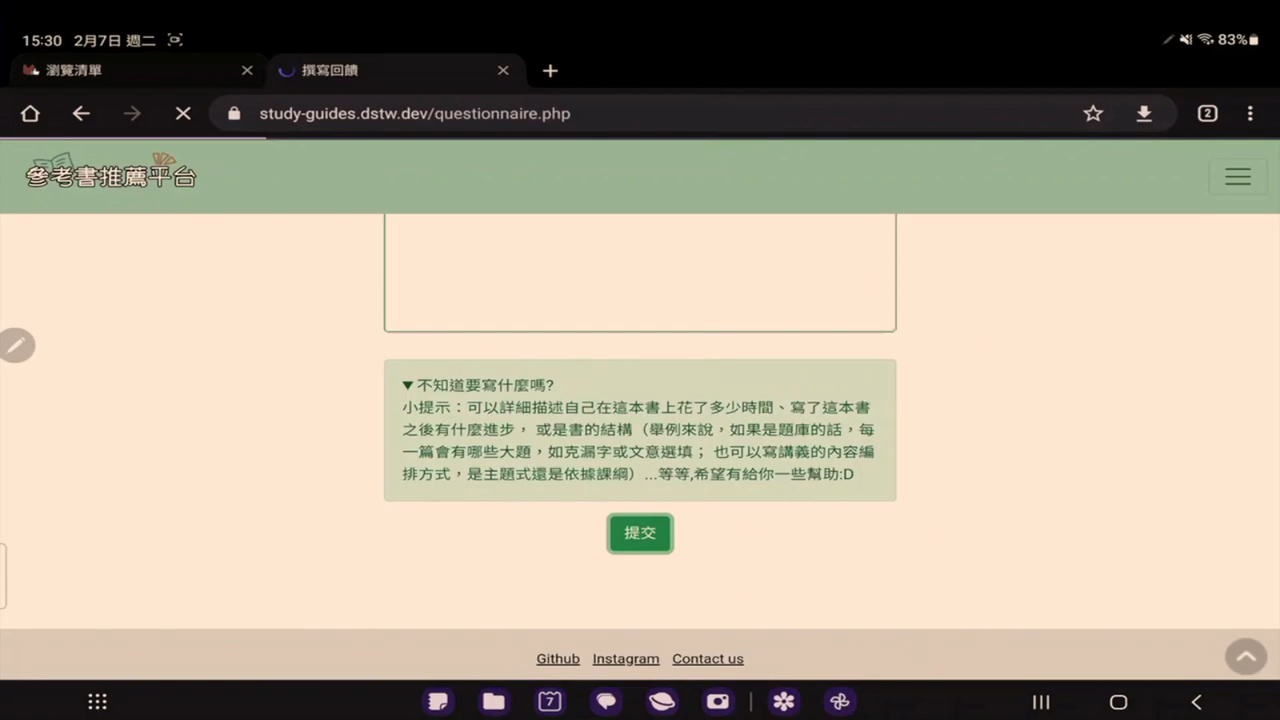 15:30 2月7日 週二
83%
瀏覽清單
撰寫回饋
study-guides.dstw.dev/questionnaire.php
2
參考書推薦平台
▼不知道要寫什麼嗎?
小提示：可以詳細描述自己在這本書上花了多少時間、寫了這本書
之後有什麼進步， 或是書的結構（舉例來說，如果是題庫的話，每
一篇會有哪些大題，如克漏字或文意選填； 也可以寫講義的內容編
排方式，是主題式還是依據課綱）...等等,希望有給你一些幫助:D
提交
Github Instagram Contact us
7